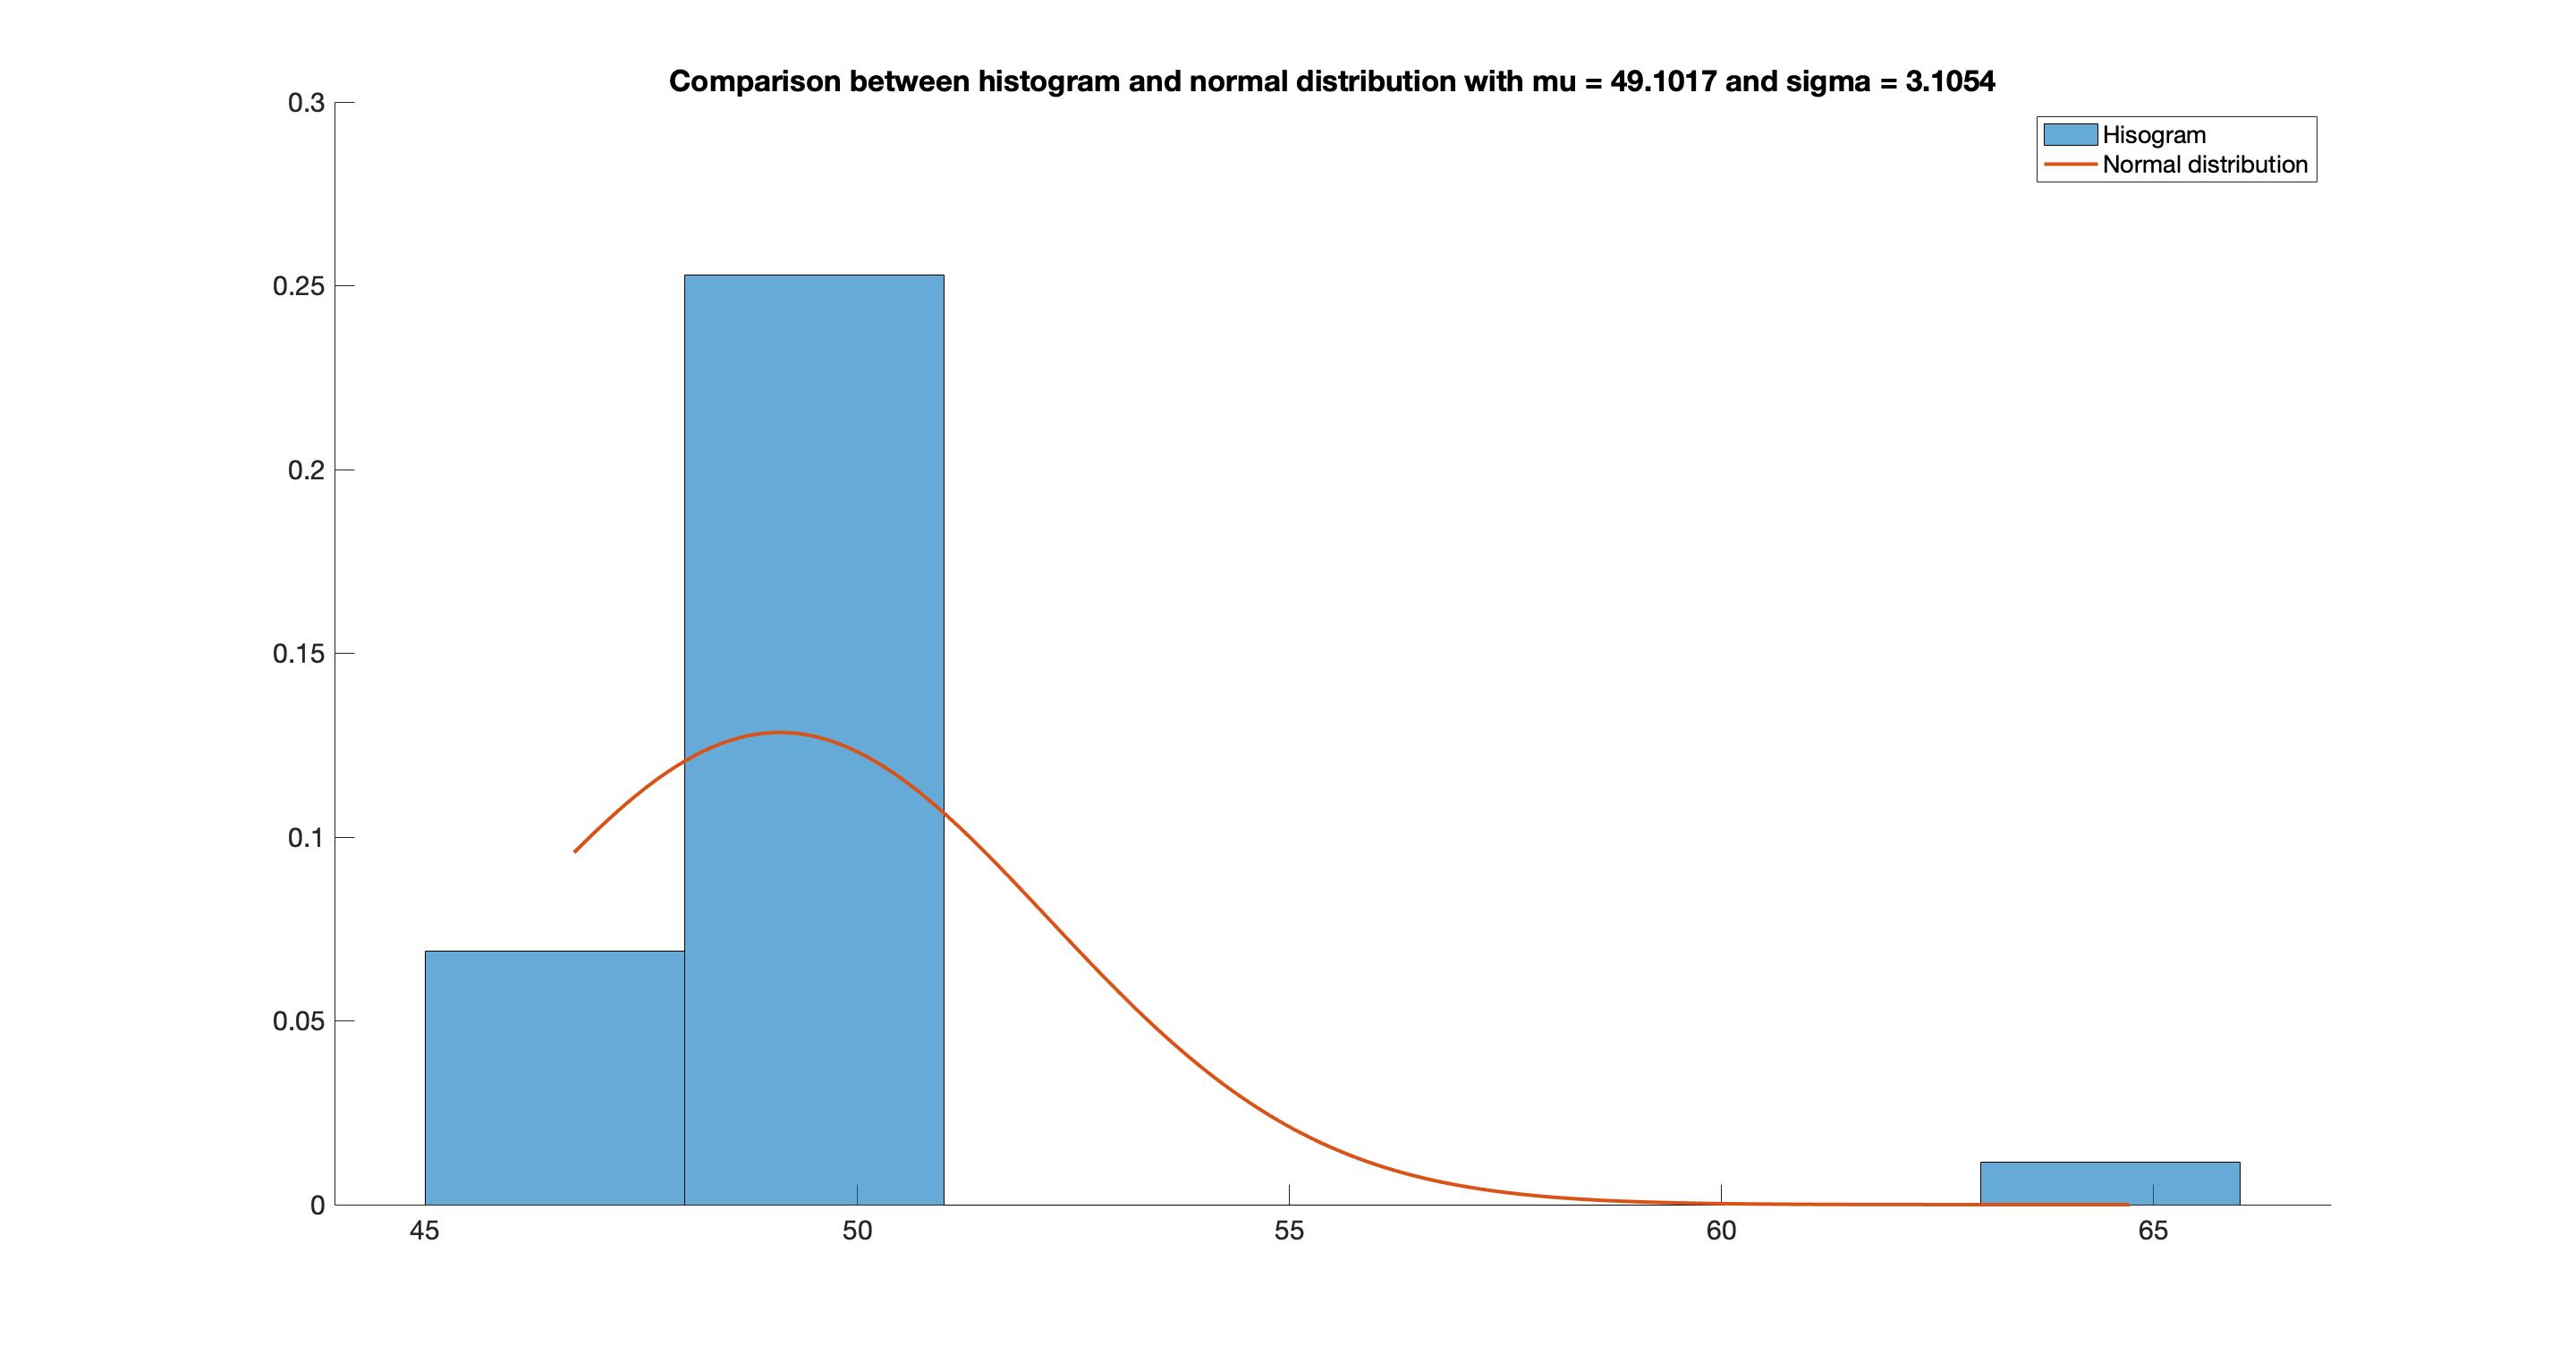 Comparison between histogram and normal distribution with mu = 49.1017 and sigma = 3.1054
Hisogram
Normal distribution
0.3
0.25
0.2
0.15
0.1
0.05
0
45 50 55 60 65